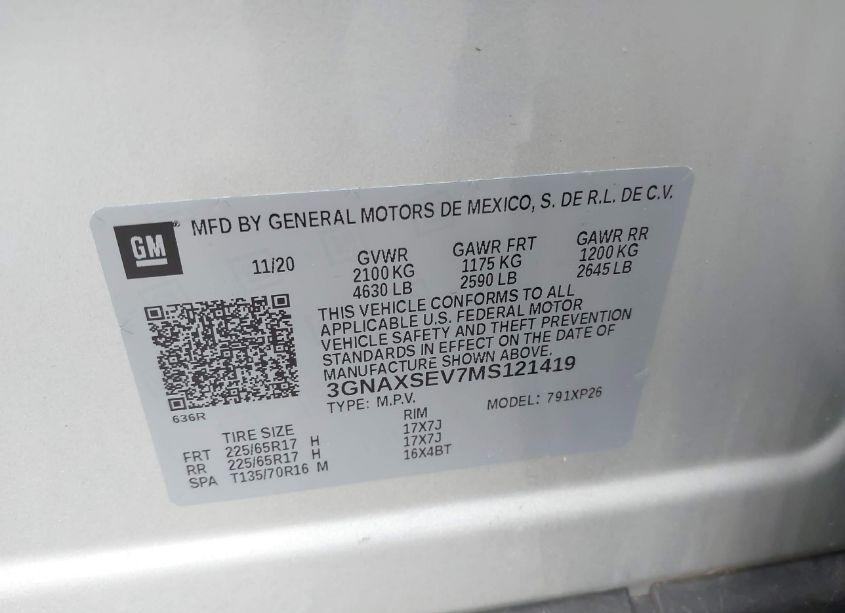 GM ® MFD BY GENERAL MOTORS DE MEXICO, S. DE R.L. DE C.V.
11/20
GVWR GAWR FRT GAWR RR
2100 KG 1175 KG 1200 KG
4630 LB 2590 LB 2645 LB
THIS VEHICLE CONFORMS TO ALL
APPLICABLE U.S. FEDERAL MOTOR
VEHICLE SAFETY AND THEFT PREVENTION
STANDARDS IN EFFECT ON THE DATE OF
MANUFACTURE SHOWN ABOVE.
3GNAXSEV7MS121419
TYPE: M.P.V. MODEL: 791XP26
636R
TIRE SIZE RIM
FRT 225/65R17 H 17X7J
RR 225/65R17 H 17X7J
SPA T135/70R16 M 16X4BT